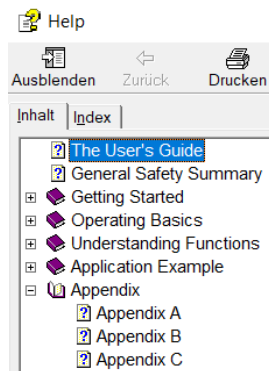 Help
Ausblenden Zurück Drucken
Inhalt Index
The User's Guide
General Safety Summary
Getting Started
Operating Basics
Understanding Functions
Application Example
Appendix
Appendix A
Appendix B
Appendix C